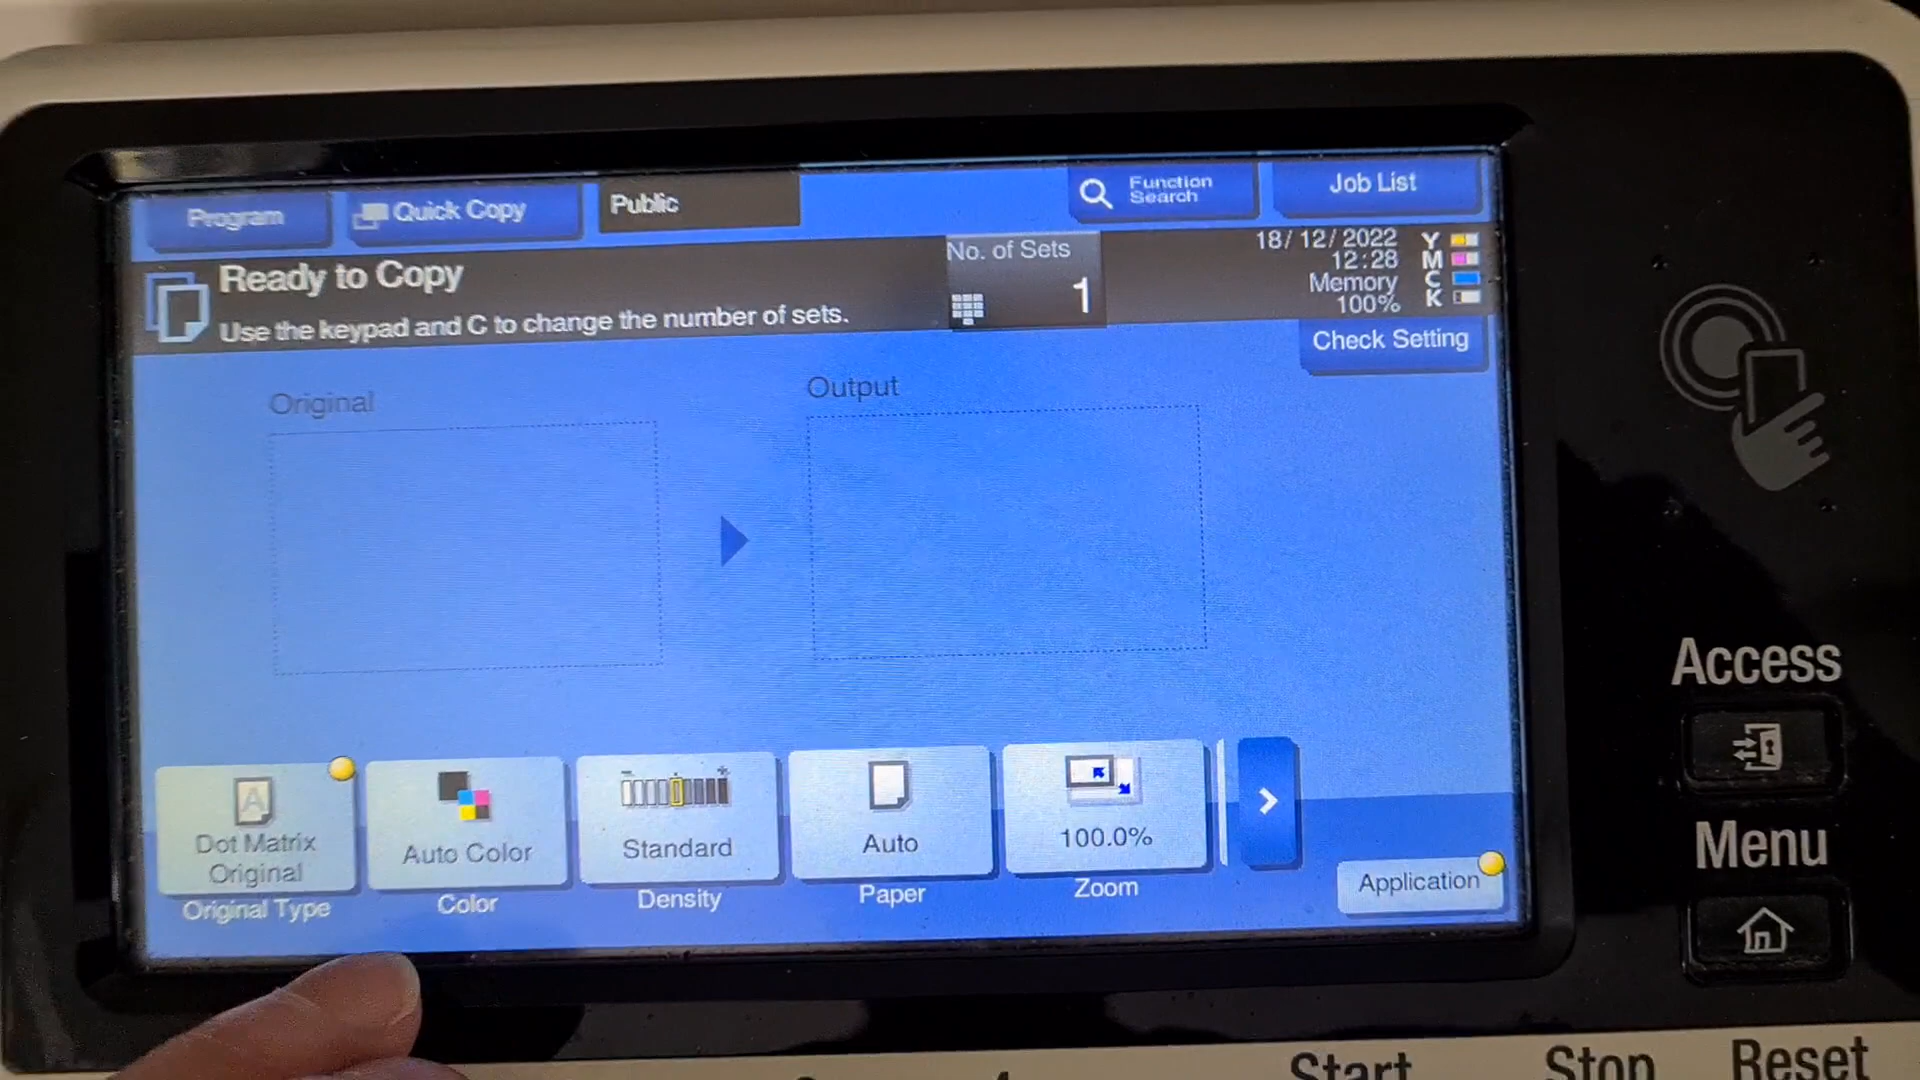 Program
Quick Copy
Public
Function
Search
Job List
Ready to Copy
Use the keypad and C to change the number of sets.
No. of Sets
1
18/12/2022
12:28
Memory
100%
Y
M
C
K
Check Setting
Original
Output
A
Dot Matrix
Original
Original Type
Auto Color
Color
Standard
Density
Auto
Paper
100.0%
Zoom
Application
Access
Menu
Start
Stop
Reset